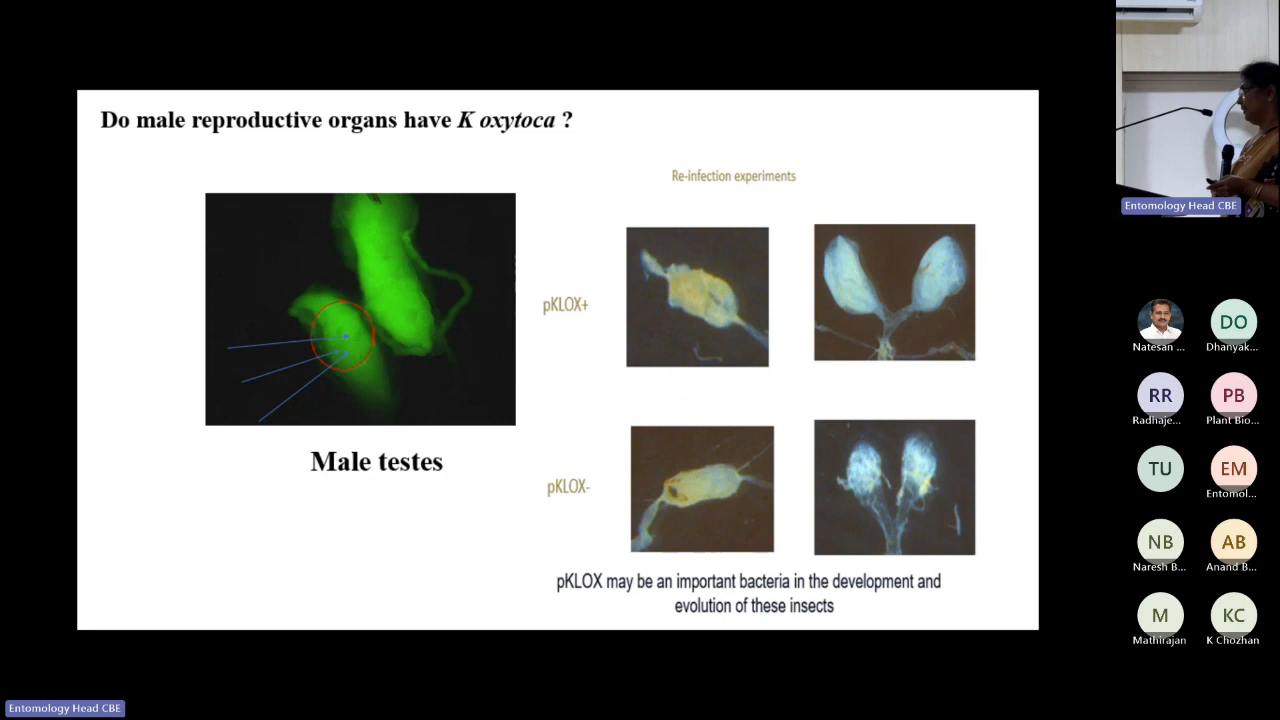 Do male reproductive organs have K oxytoca ?
Re-infection experiments
pKLOX+
Male testes
pKLOX-
pKLOX may be an important bacteria in the development and
evolution of these insects
Entomology Head CBE
Natesan ...
DO
Dhanyak...
RR
Radhaje...
PB
Plant Bio...
TU
EM
Entomol...
NB
Naresh B...
AB
Anand B...
M
Mathirajan
KC
K Chozhan
Entomology Head CBE